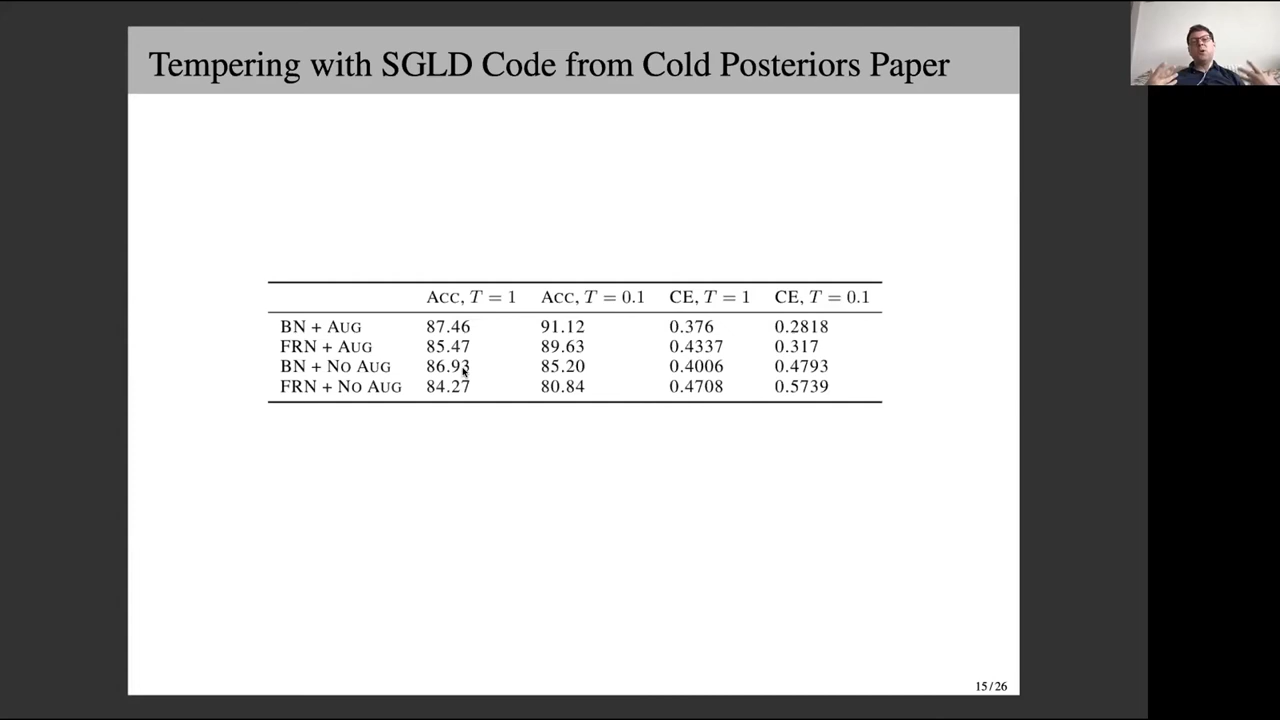 Tempering with SGLD Code from Cold Posteriors Paper
ACC, T = 1 ACC, T = 0.1 CE, T = 1 CE, T = 0.1
BN + AUG 87.46 91.12 0.376 0.2818
FRN + AUG 85.47 89.63 0.4337 0.317
BN + NO AUG 86.93 85.20 0.4006 0.4793
FRN + NO AUG 84.27 80.84 0.4708 0.5739
15/26